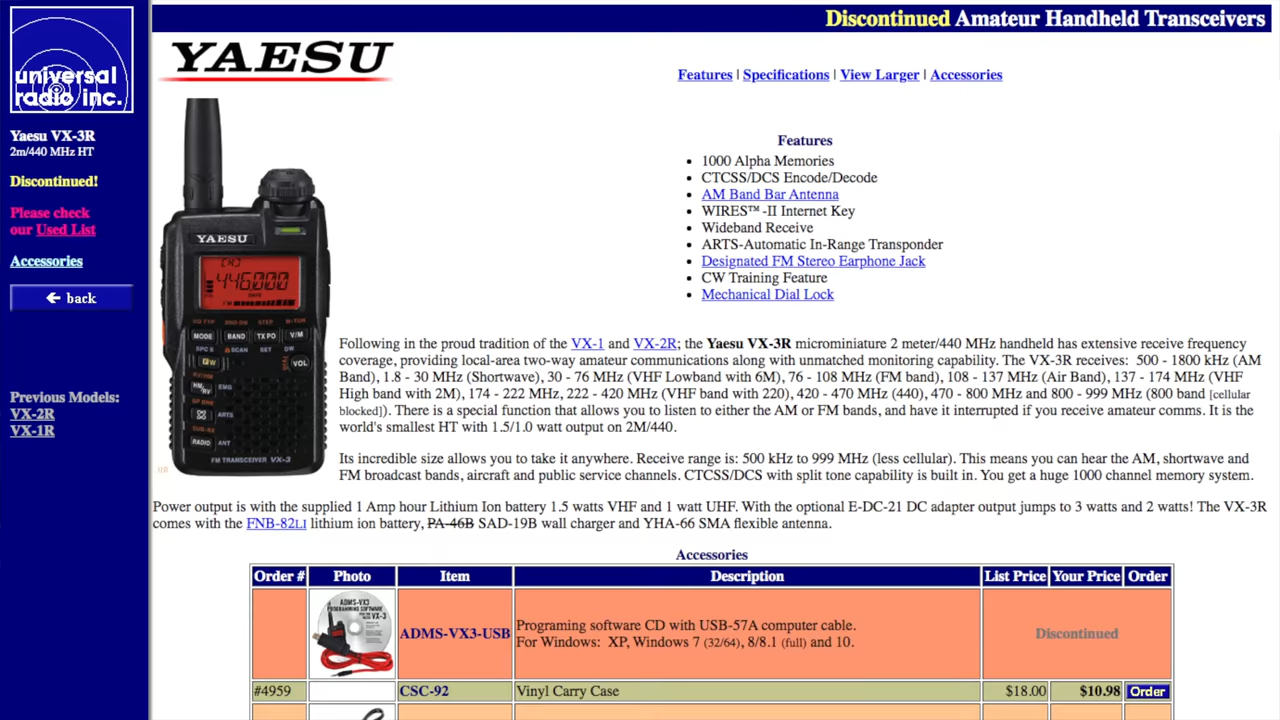 Discontinued Amateur Handheld Transceivers
universal
radio inc.
Yaesu VX-3R
2m/440 MHz HT
Discontinued!
Please check
our Used List
Accessories
back
Previous Models:
VX-2R
VX-1R
YAESU
Features | Specifications | View Larger | Accessories
YAESU
446.000
MODE BAND TX PO V/M
VOL
RADIO ANT
FM TRANSCEIVER VX-3
Features
1000 Alpha Memories
CTCSS/DCS Encode/Decode
AM Band Bar Antenna
WIRES™-II Internet Key
Wideband Receive
ARTS-Automatic In-Range Transponder
Designated FM Stereo Earphone Jack
CW Training Feature
Mechanical Dial Lock
Following in the proud tradition of the VX-1 and VX-2R; the Yaesu VX-3R microminiature 2 meter/440 MHz handheld has extensive receive frequency
coverage, providing local-area two-way amateur communications along with unmatched monitoring capability. The VX-3R receives: 500 - 1800 kHz (AM
Band), 1.8 - 30 MHz (Shortwave), 30 - 76 MHz (VHF Lowband with 6M), 76 - 108 MHz (FM band), 108 - 137 MHz (Air Band), 137 - 174 MHz (VHF
High band with 2M), 174 - 222 MHz, 222 - 420 MHz (VHF band with 220), 420 - 470 MHz (440), 470 - 800 MHz and 800 - 999 MHz (800 band [cellular
blocked]). There is a special function that allows you to listen to either the AM or FM bands, and have it interrupted if you receive amateur comms. It is the
world's smallest HT with 1.5/1.0 watt output on 2M/440.
Its incredible size allows you to take it anywhere. Receive range is: 500 kHz to 999 MHz (less cellular). This means you can hear the AM, shortwave and
FM broadcast bands, aircraft and public service channels. CTCSS/DCS with split tone capability is built in. You get a huge 1000 channel memory system.
Power output is with the supplied 1 Amp hour Lithium Ion battery 1.5 watts VHF and 1 watt UHF. With the optional E-DC-21 DC adapter output jumps to 3 watts and 2 watts! The VX-3R
comes with the FNB-82LI lithium ion battery, PA-46B SAD-19B wall charger and YHA-66 SMA flexible antenna.
Accessories
Order # Photo Item Description List Price Your Price Order
ADMS-VX3
PROGRAMMING SOFTWARE
VX-3
ADMS-VX3-USB
Programing software CD with USB-57A computer cable.
For Windows: XP, Windows 7 (32/64), 8/8.1 (full) and 10.
Discontinued
#4959 CSC-92 Vinyl Carry Case $18.00 $10.98 Order